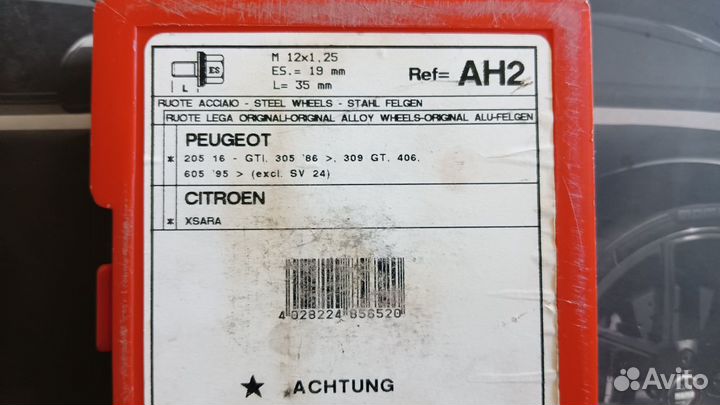 M 12x1,25
ES.= 19 mm
L= 35 mm
ES
L
Ref= AH2
RUOTE ACCIAIO - STEEL WHEELS - STAHL FELGEN
RUOTE LEGA ORIGINALI-ORIGINAL ALLOY WHEELS-ORIGINAL ALU-FELGEN
PEUGEOT
* 205 16 - GTI, 305 '86 >, 309 GT, 406,
605 '95 > (excl. SV 24)
CITROEN
* XSARA
4 028224 856520
★ ACHTUNG
Avito